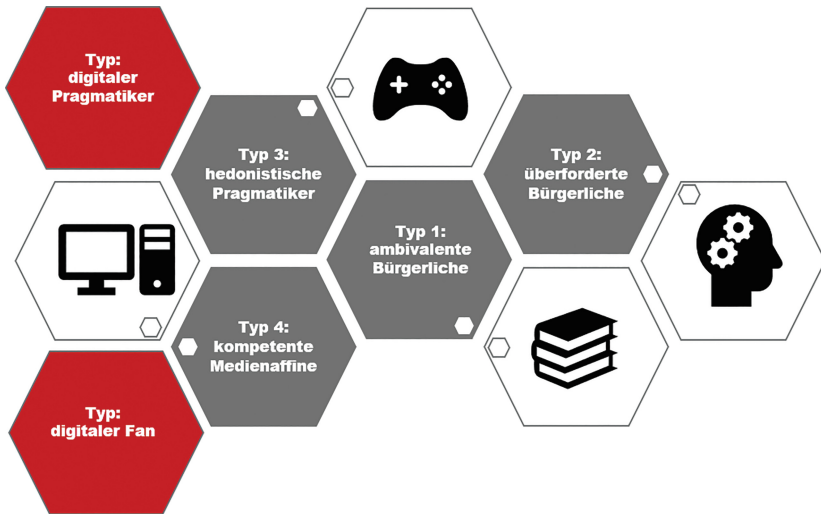 Typ:
digitaler
Pragmatiker
Typ 3:
hedonistische
Pragmatiker
Typ 2:
überforderte
Bürgerliche
Typ 1:
ambivalente
Bürgerliche
Typ 4:
kompetente
Medienaffine
Typ:
digitaler Fan